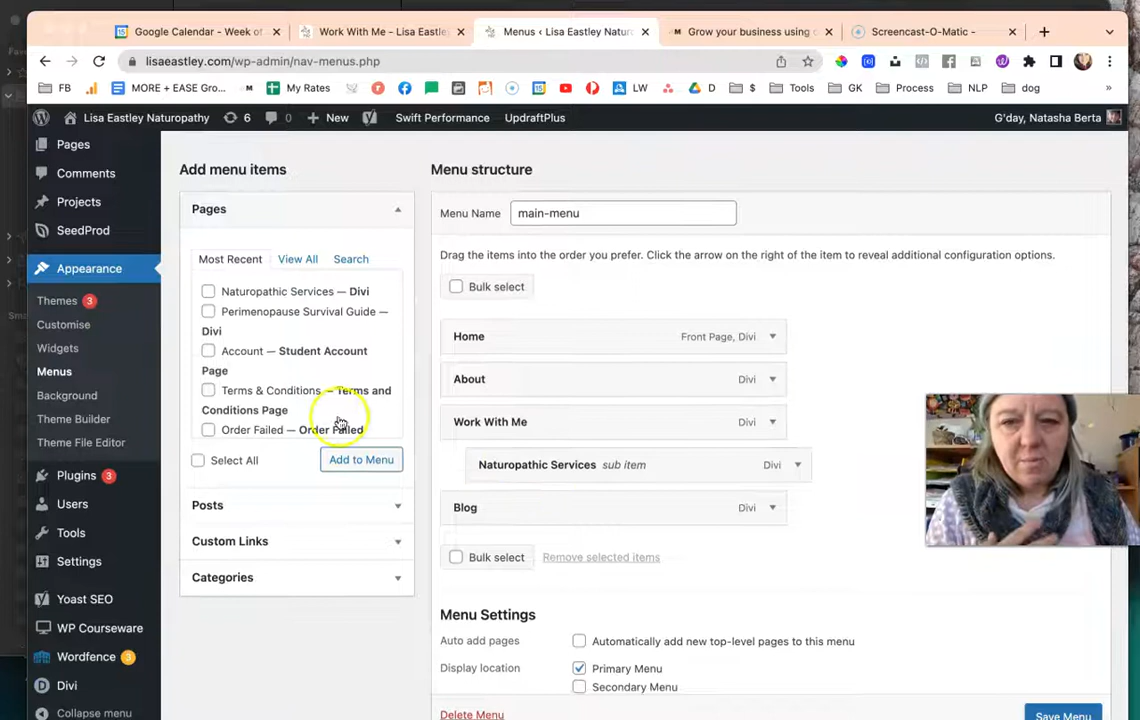 Google Calendar - Week of
Work With Me - Lisa Eastle
Menus ‹ Lisa Eastley Naturo
Grow your business using
Screencast-O-Matic -
lisaeastley.com/wp-admin/nav-menus.php
FB
MORE + EASE Gro...
My Rates
LW
D
$
Tools
GK
Process
NLP
dog
»
Lisa Eastley Naturopathy
6
0
New
Swift Performance
UpdraftPlus
G'day, Natasha Berta
Pages
Comments
Projects
SeedProd
Appearance
Themes 3
Customise
Widgets
Menus
Background
Theme Builder
Theme File Editor
Plugins 3
Users
Tools
Settings
Yoast SEO
WP Courseware
Wordfence 3
Divi
Collapse menu
Add menu items
Pages
Most Recent
View All
Search
Naturopathic Services — Divi
Perimenopause Survival Guide —
Divi
Account — Student Account
Page
Terms & Conditions — Terms and
Conditions Page
Order Failed — Order Failed
Select All
Add to Menu
Posts
Custom Links
Categories
Menu structure
Menu Name
main-menu
Drag the items into the order you prefer. Click the arrow on the right of the item to reveal additional configuration options.
Bulk select
Home
Front Page, Divi
About
Divi
Work With Me
Divi
Naturopathic Services sub item
Divi
Blog
Divi
Bulk select
Remove selected items
Menu Settings
Auto add pages
Automatically add new top-level pages to this menu
Display location
Primary Menu
Secondary Menu
Delete Menu
Save Menu